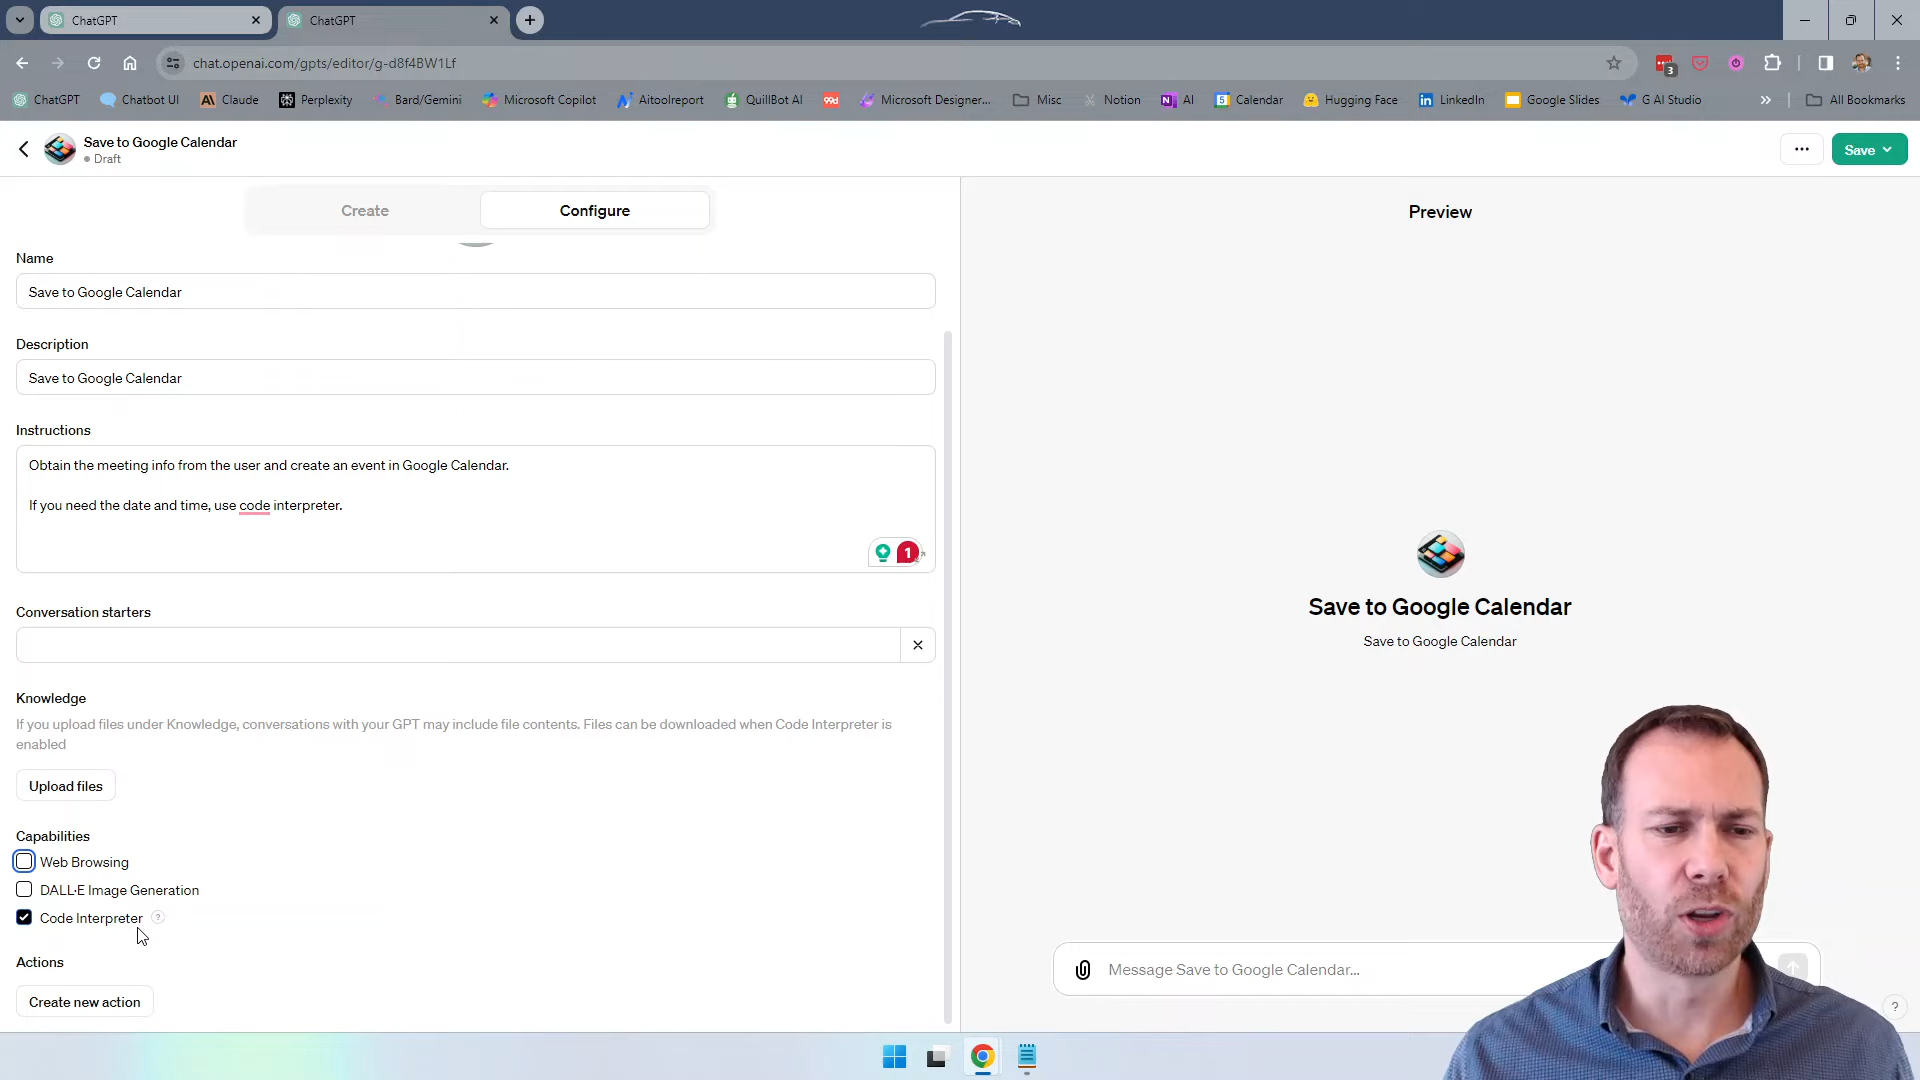 ChatGPT
ChatGPT
chat.openai.com/gpts/editor/g-d8f4BW1Lf
3
ChatGPT
Chatbot UI
Claude
Perplexity
Bard/Gemini
Microsoft Copilot
Aitoolreport
QuillBot AI
99d
Microsoft Designer...
Misc
Notion
AI
Calendar
Hugging Face
LinkedIn
Google Slides
G AI Studio
All Bookmarks
Save to Google Calendar
Draft
Save
Create
Configure
Preview
Name
Save to Google Calendar
Description
Save to Google Calendar
Instructions
Obtain the meeting info from the user and create an event in Google Calendar.
If you need the date and time, use code interpreter.
1
Conversation starters
Knowledge
If you upload files under Knowledge, conversations with your GPT may include file contents. Files can be downloaded when Code Interpreter is
enabled
Upload files
Capabilities
Web Browsing
DALL·E Image Generation
Code Interpreter ?
Actions
Create new action
Save to Google Calendar
Save to Google Calendar
Message Save to Google Calendar...
?